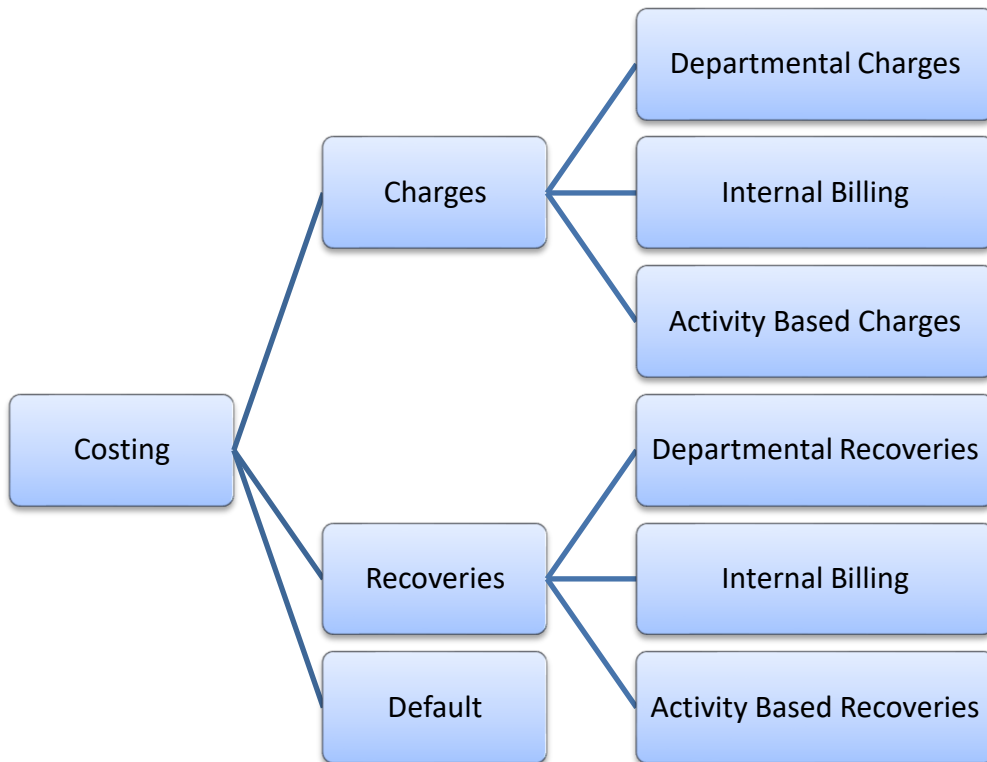 Departmental Charges
Charges
Internal Billing
Activity Based Charges
Costing
Departmental Recoveries
Recoveries
Internal Billing
Default
Activity Based Recoveries